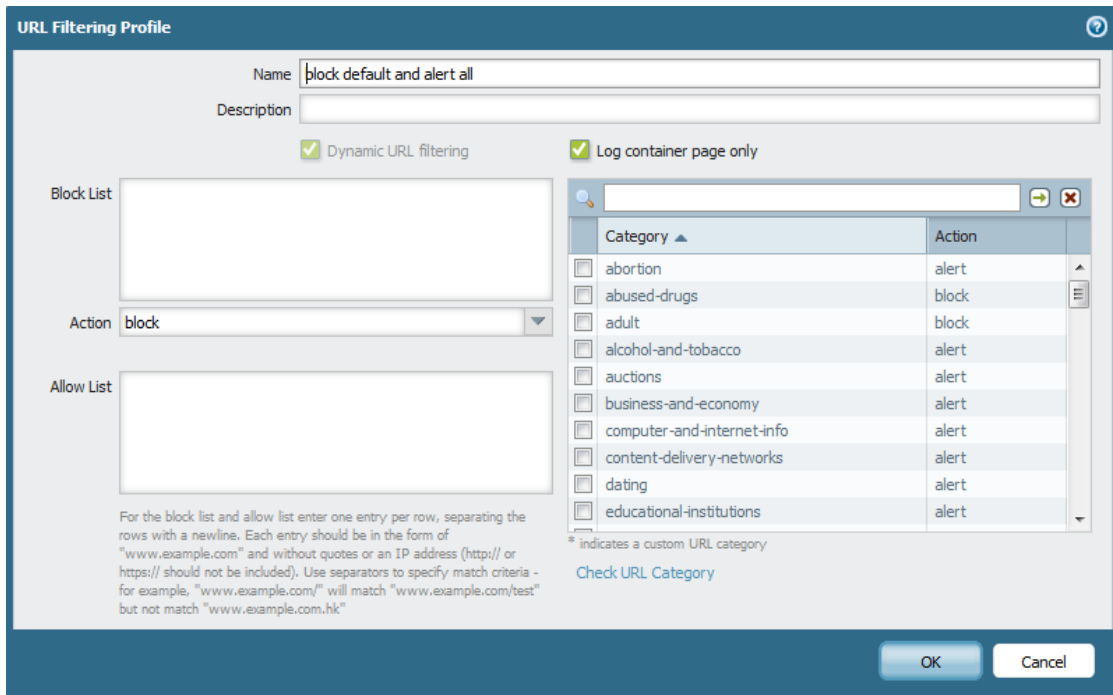 URL Filtering Profile
Name block default and alert all
Description
Dynamic URL filtering
Log container page only
Block List
Action block
Allow List
For the block list and allow list enter one entry per row, separating the
rows with a newline. Each entry should be in the form of
"www.example.com" and without quotes or an IP address (http:// or
https:// should not be included). Use separators to specify match criteria -
for example, "www.example.com/" will match "www.example.com/test"
but not match "www.example.com.hk"
Category Action
abortion alert
abused-drugs block
adult block
alcohol-and-tobacco alert
auctions alert
business-and-economy alert
computer-and-internet-info alert
content-delivery-networks alert
dating alert
educational-institutions alert
* indicates a custom URL category
Check URL Category
OK
Cancel